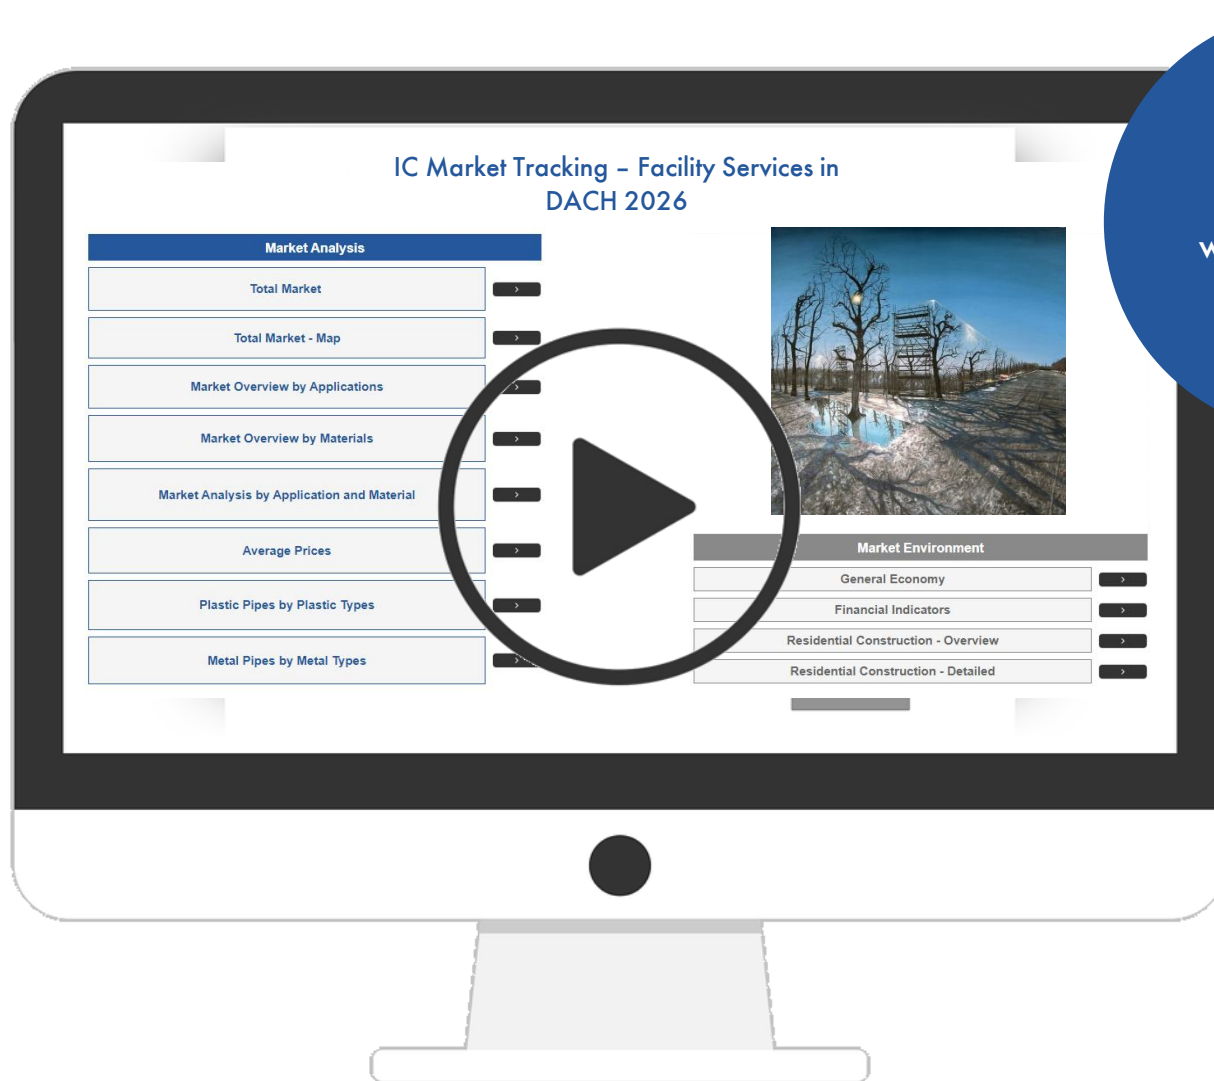 IC Market Tracking – Facility Services in
DACH 2026
Market Analysis
Total Market
Total Market - Map
Market Overview by Applications
Market Overview by Materials
Market Analysis by Application and Material
Average Prices
Plastic Pipes by Plastic Types
Metal Pipes by Metal Types
Market Environment
General Economy
Financial Indicators
Residential Construction - Overview
Residential Construction - Detailed